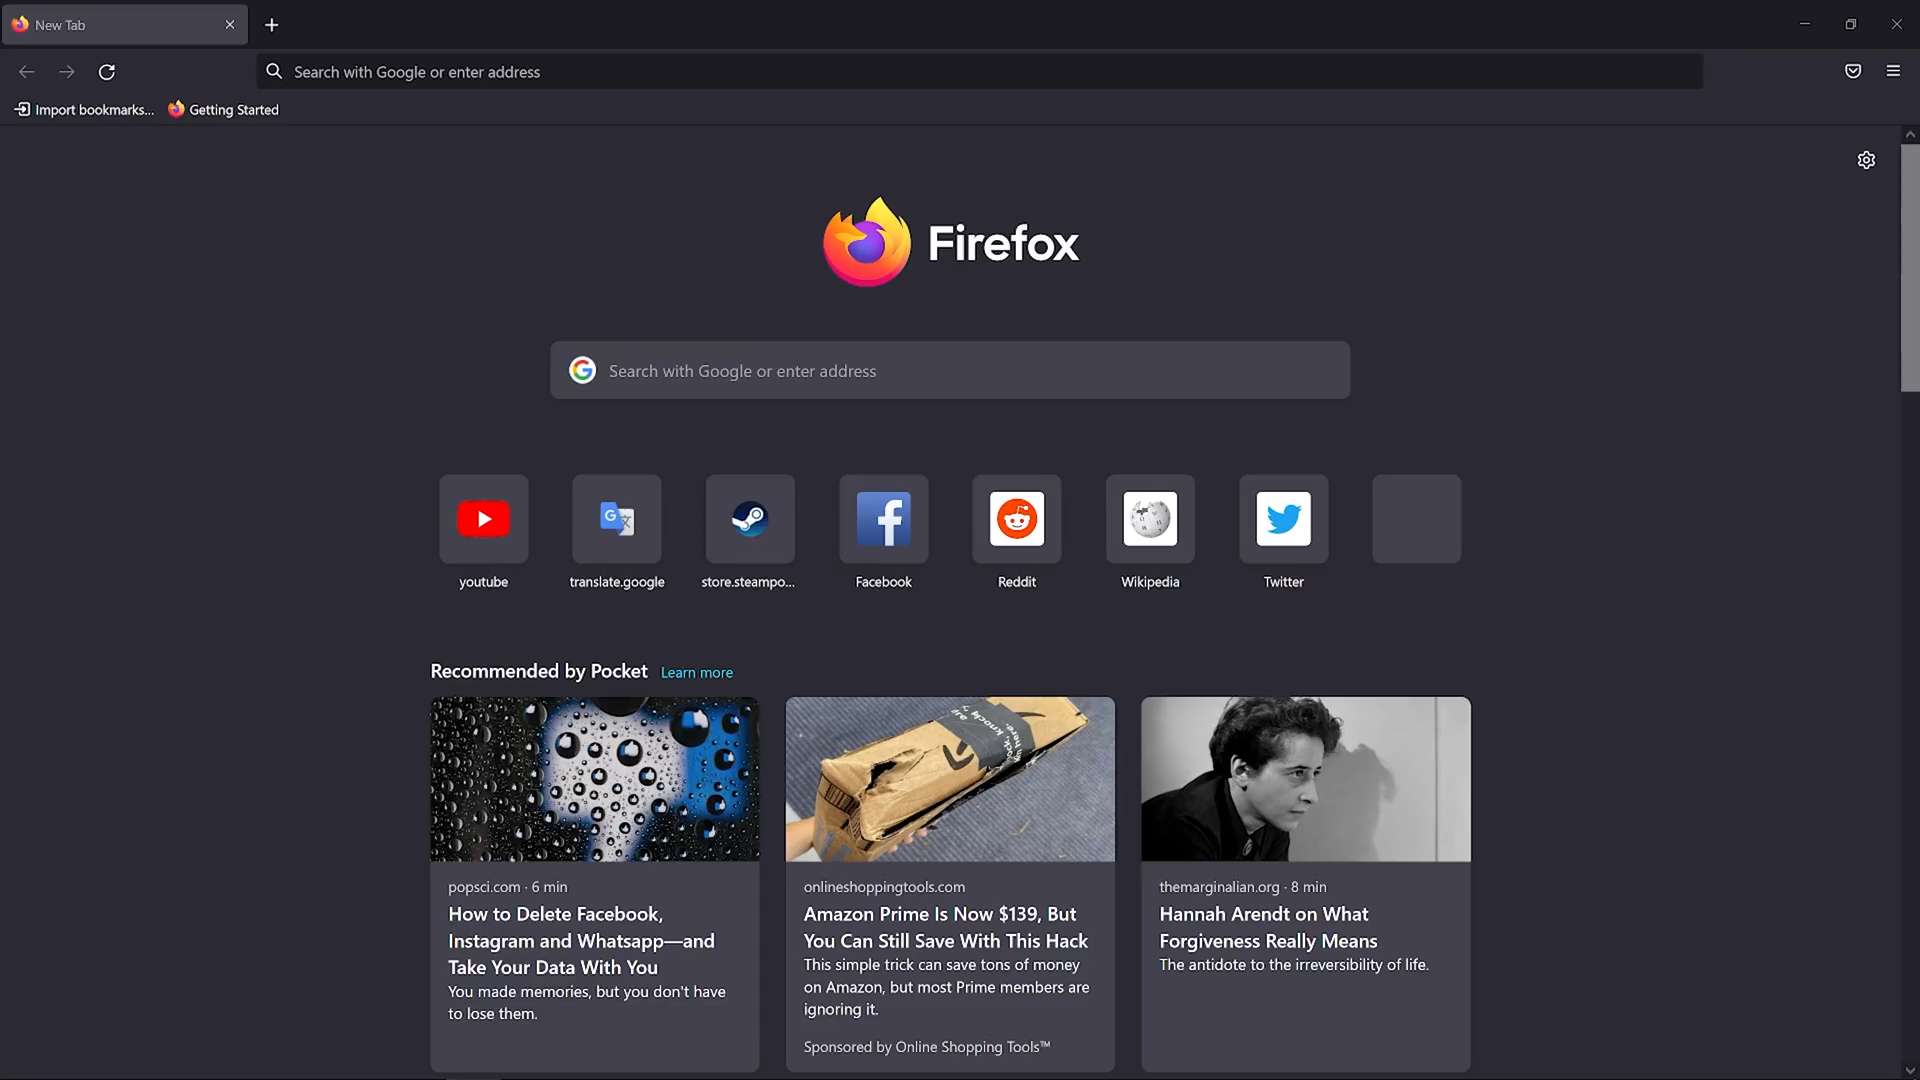 New Tab
Search with Google or enter address
Import bookmarks...
Getting Started
Firefox
Search with Google or enter address
youtube
translate.google
store.steampo...
Facebook
Reddit
Wikipedia
Twitter
Recommended by Pocket Learn more
popsci.com · 6 min
How to Delete Facebook,
Instagram and Whatsapp—and
Take Your Data With You
You made memories, but you don't have
to lose them.
onlineshoppingtools.com
Amazon Prime Is Now $139, But
You Can Still Save With This Hack
This simple trick can save tons of money
on Amazon, but most Prime members are
ignoring it.
Sponsored by Online Shopping Tools™
themarginalian.org · 8 min
Hannah Arendt on What
Forgiveness Really Means
The antidote to the irreversibility of life.